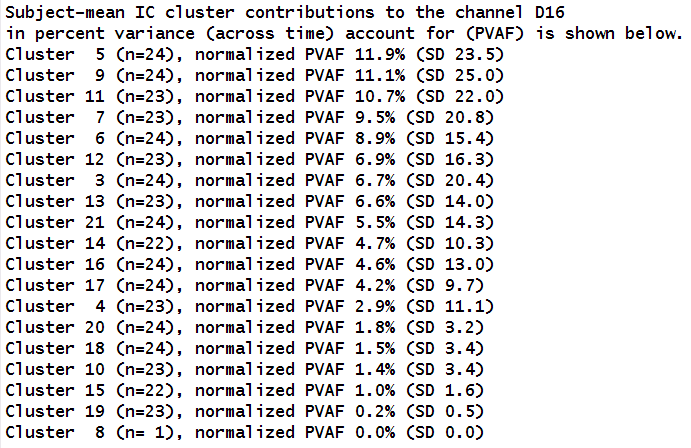 Subject-mean IC cluster contributions to the channel D16
in percent variance (across time) account for (PVAF) is shown below.
Cluster  5 (n=24), normalized PVAF 11.9% (SD 23.5)
Cluster  9 (n=24), normalized PVAF 11.1% (SD 25.0)
Cluster 11 (n=23), normalized PVAF 10.7% (SD 22.0)
Cluster  7 (n=23), normalized PVAF 9.5% (SD 20.8)
Cluster  6 (n=24), normalized PVAF 8.9% (SD 15.4)
Cluster 12 (n=23), normalized PVAF 6.9% (SD 16.3)
Cluster  3 (n=24), normalized PVAF 6.7% (SD 20.4)
Cluster 13 (n=23), normalized PVAF 6.6% (SD 14.0)
Cluster 21 (n=24), normalized PVAF 5.5% (SD 14.3)
Cluster 14 (n=22), normalized PVAF 4.7% (SD 10.3)
Cluster 16 (n=24), normalized PVAF 4.6% (SD 13.0)
Cluster 17 (n=24), normalized PVAF 4.2% (SD 9.7)
Cluster  4 (n=23), normalized PVAF 2.9% (SD 11.1)
Cluster 20 (n=24), normalized PVAF 1.8% (SD 3.2)
Cluster 18 (n=24), normalized PVAF 1.5% (SD 3.4)
Cluster 10 (n=23), normalized PVAF 1.4% (SD 3.4)
Cluster 15 (n=22), normalized PVAF 1.0% (SD 1.6)
Cluster 19 (n=23), normalized PVAF 0.2% (SD 0.5)
Cluster  8 (n= 1), normalized PVAF 0.0% (SD 0.0)